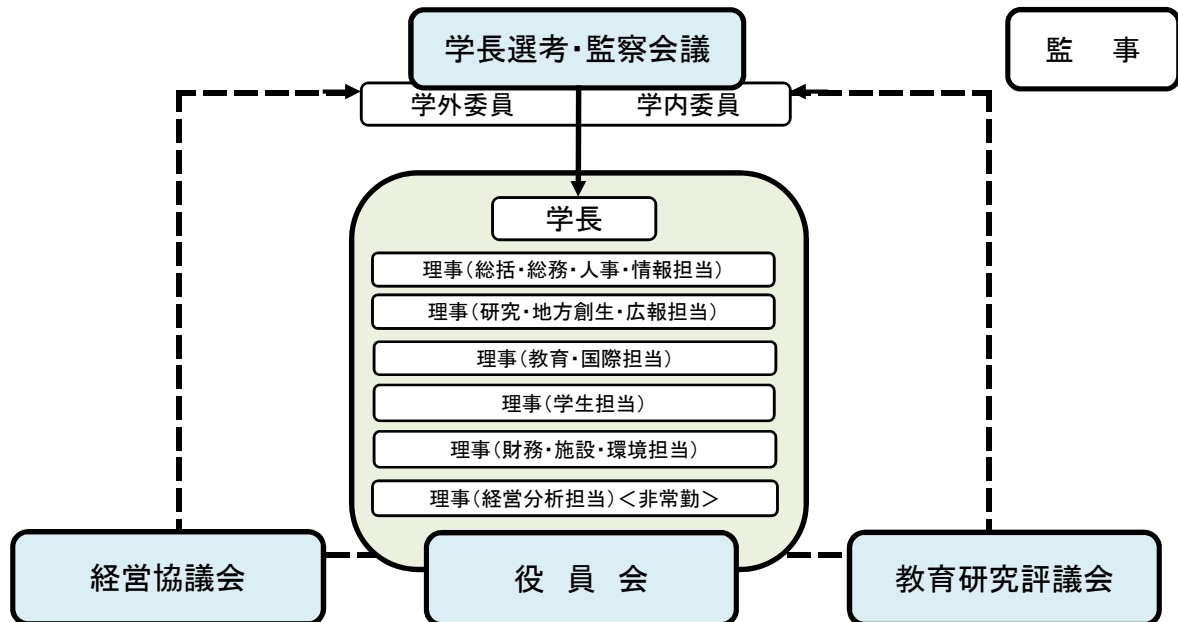 学長選考・監察会議
監 事
学外委員
学内委員
学長
理事(総括・総務・人事・情報担当)
理事(研究・地方創生・広報担当)
理事(教育・国際担当)
理事(学生担当)
理事(財務・施設・環境担当)
理事(経営分析担当)<非常勤>
経営協議会
役 員 会
教育研究評議会